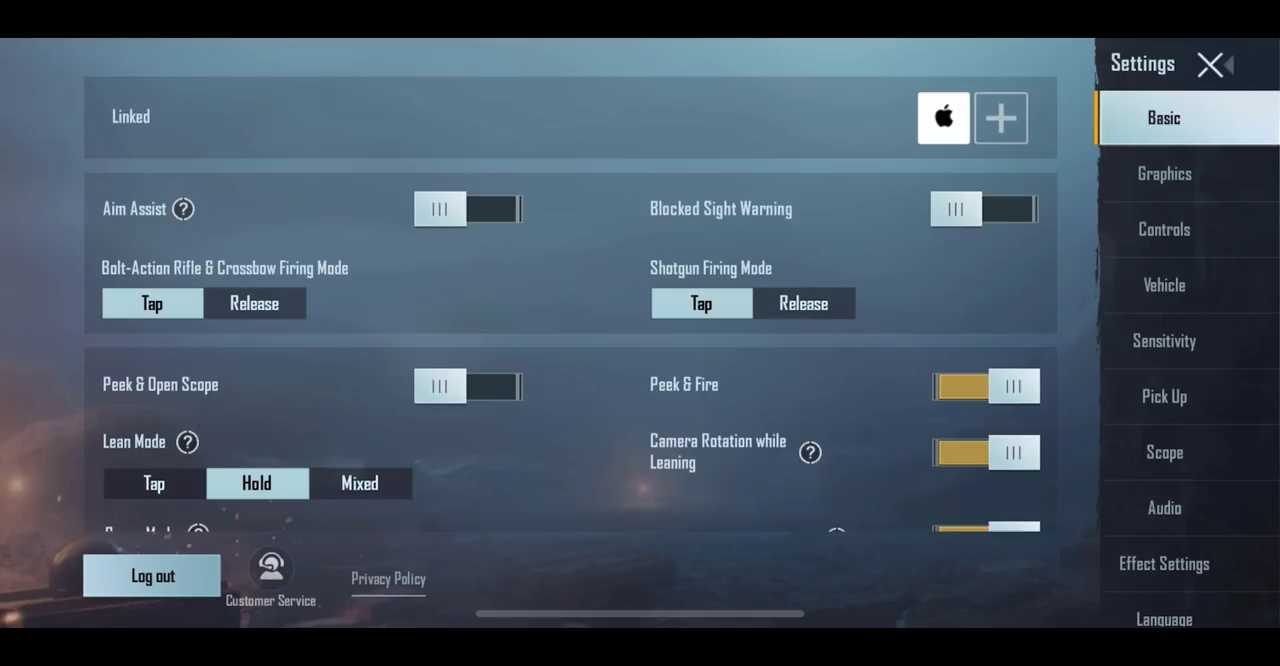 Settings
Linked
Basic
Graphics
Controls
Vehicle
Sensitivity
Pick Up
Scope
Audio
Effect Settings
Language
Aim Assist ?
Blocked Sight Warning
Bolt-Action Rifle & Crossbow Firing Mode
Tap Release
Shotgun Firing Mode
Tap Release
Peek & Open Scope
Peek & Fire
Lean Mode ?
Tap Hold Mixed
Camera Rotation while
Leaning ?
Log out
Customer Service
Privacy Policy